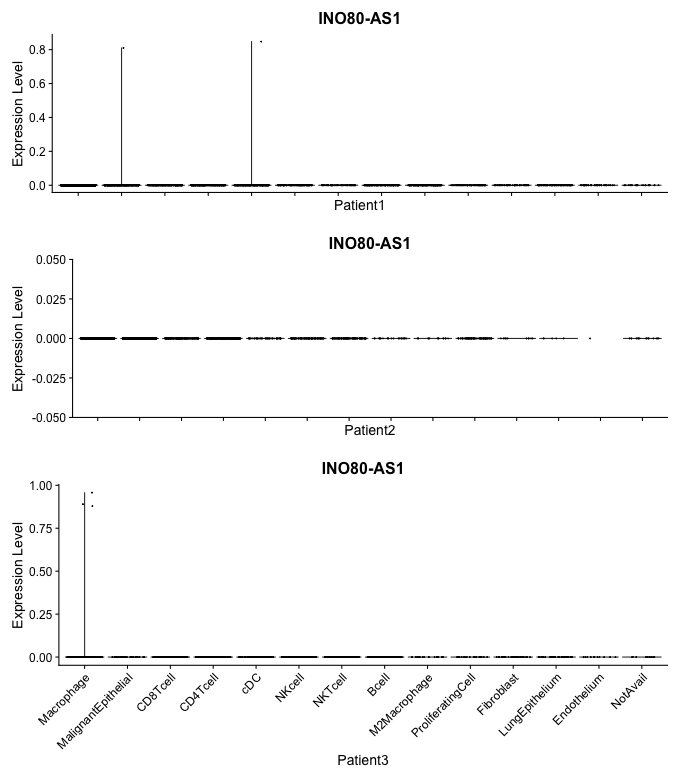 INO80-AS1
Expression Level
0.8
0.6
0.4
0.2
0.0
Patient1
INO80-AS1
Expression Level
0.050
0.025
0.000
-0.025
-0.050
Patient2
INO80-AS1
Expression Level
1.00
0.75
0.50
0.25
0.00
Macrophage
MalignantEpithelial
CD8Tcell
CD4Tcell
cDC
NKcell
NKTcell
Bcell
M2Macrophage
ProliferatingCell
Fibroblast
LungEpithelium
Endothelium
NotAvail
Patient3